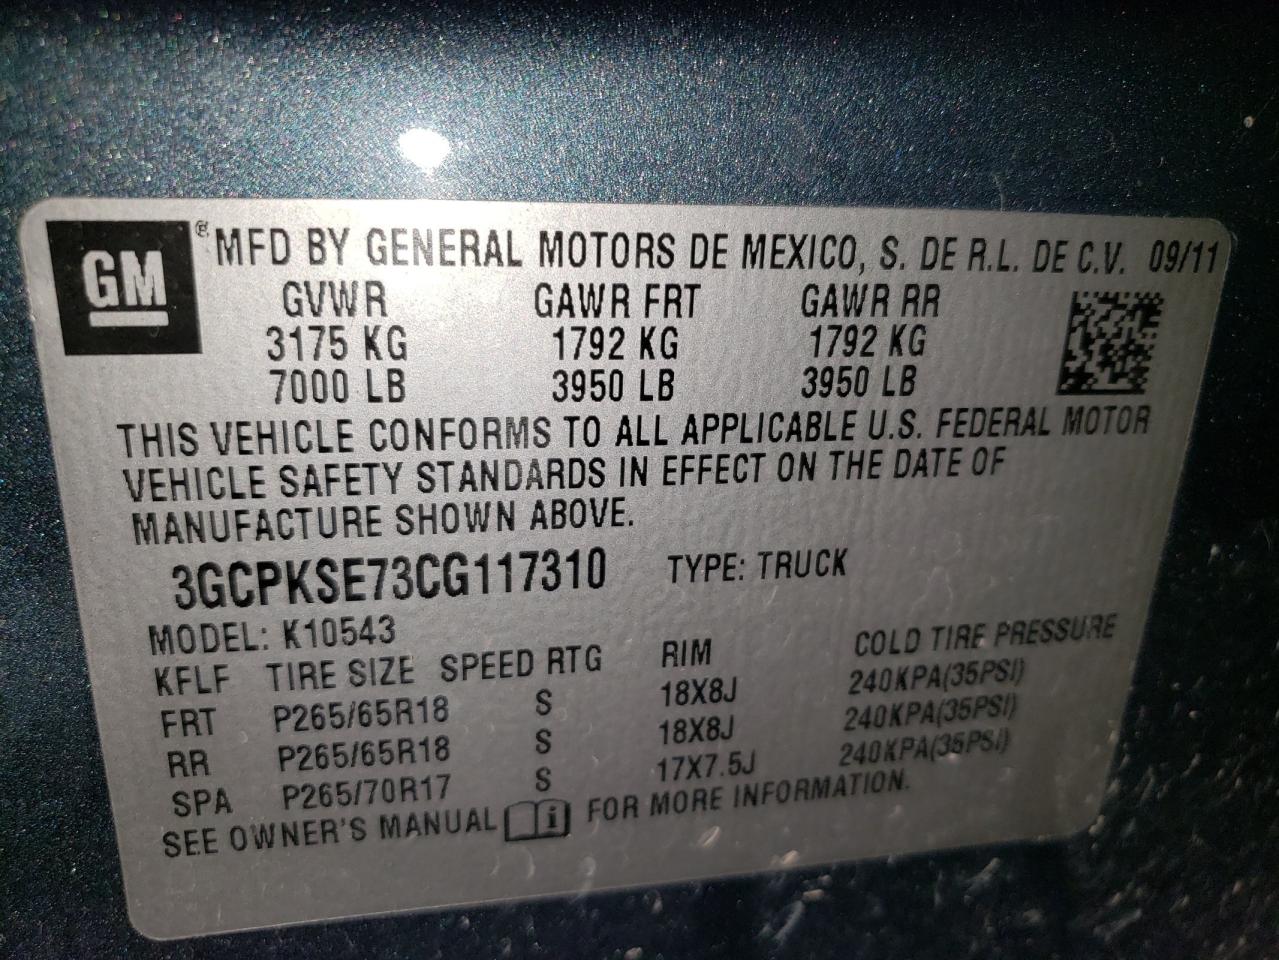 GM ® MFD BY GENERAL MOTORS DE MEXICO, S. DE R.L. DE C.V. 09/11
GVWR GAWR FRT GAWR RR
3175 KG 1792 KG 1792 KG
7000 LB 3950 LB 3950 LB
THIS VEHICLE CONFORMS TO ALL APPLICABLE U.S. FEDERAL MOTOR
VEHICLE SAFETY STANDARDS IN EFFECT ON THE DATE OF
MANUFACTURE SHOWN ABOVE.
3GCPKSE73CG117310 TYPE: TRUCK
MODEL: K10543
KFLF TIRE SIZE SPEED RTG RIM COLD TIRE PRESSURE
FRT P265/65R18 S 18X8J 240KPA(35PSI)
RR P265/65R18 S 18X8J 240KPA(35PSI)
SPA P265/70R17 S 17X7.5J 240KPA(35PSI)
SEE OWNER'S MANUAL i FOR MORE INFORMATION.